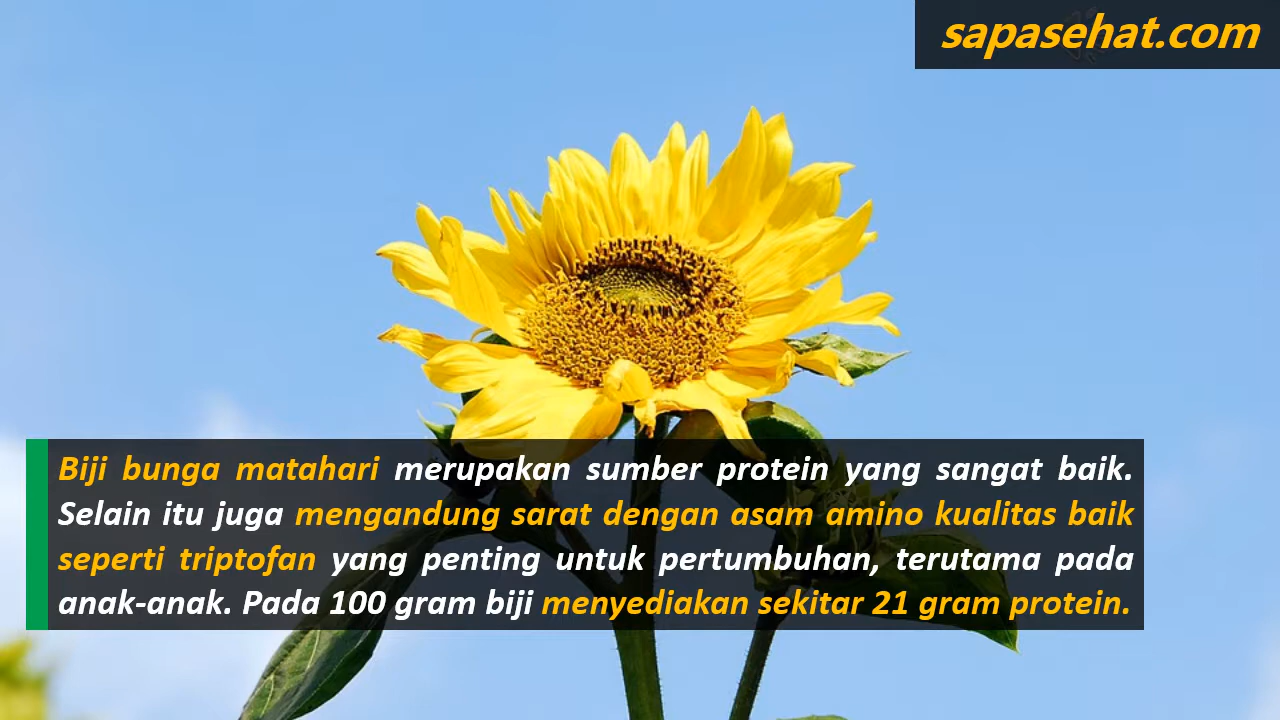 sapasehat.com
Biji bunga matahari merupakan sumber protein yang sangat baik.
Selain itu juga mengandung sarat dengan asam amino kualitas baik
seperti triptofan yang penting untuk pertumbuhan, terutama pada
anak-anak. Pada 100 gram biji menyediakan sekitar 21 gram protein.